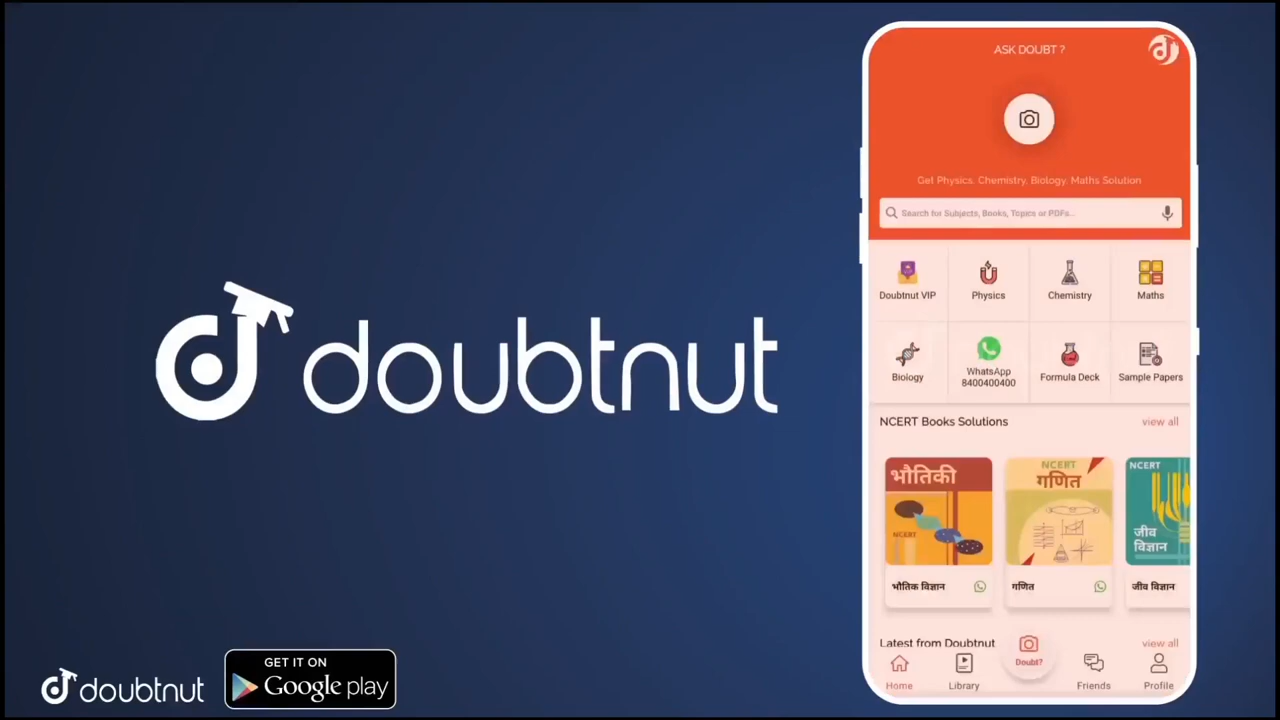 doubtnut
doubtnut
GET IT ON
Google play
ASK DOUBT ?
Get Physics, Chemistry, Biology, Maths Solution
Search for Subjects, Books, Topics or PDFs...
Doubtnut VIP
Physics
Chemistry
Maths
Biology
WhatsApp
8400400400
Formula Deck
Sample Papers
NCERT Books Solutions
view all
भौतिकी
NCERT
भौतिक विज्ञान
NCERT
गणित
गणित
NCERT
जीव
विज्ञान
जीव विज्ञान
Latest from Doubtnut
view all
Doubt?
Home
Library
Friends
Profile